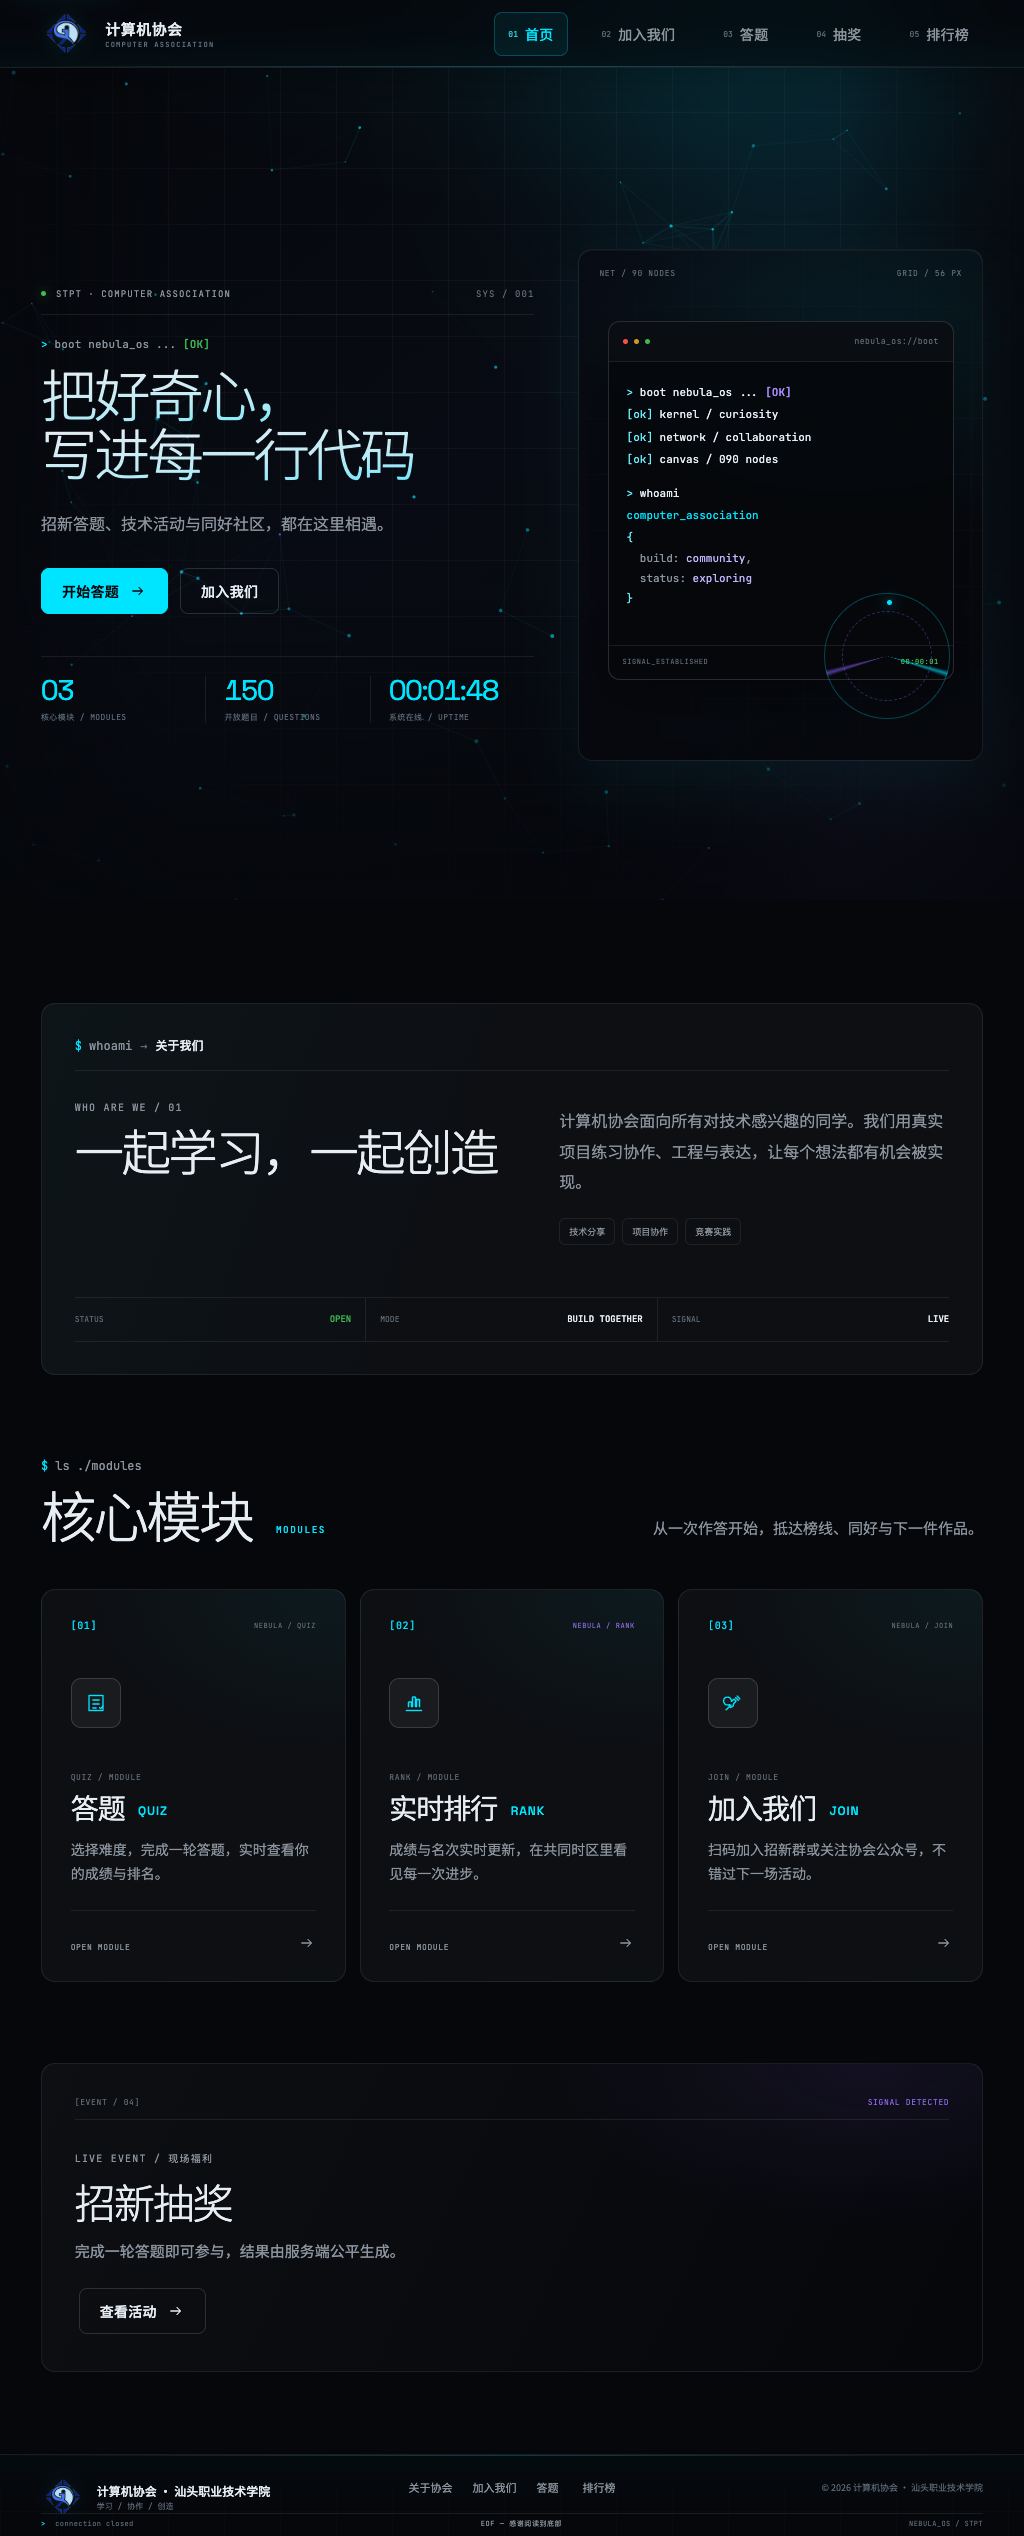 计算机协会
COMPUTER ASSOCIATION
01 首页
02 加入我们
03 答题
04 抽奖
05 排行榜
STPT · COMPUTER ASSOCIATION
SYS / 001
> boot nebula_os ... [OK]
把好奇心，
写进每一行代码
招新答题、技术活动与同好社区，都在这里相遇。
开始答题 →
加入我们
03
核心模块 / MODULES
150
开放题目 / QUESTIONS
00:01:48
系统在线 / UPTIME
NET / 90 NODES
GRID / 56 PX
nebula_os://boot
> boot nebula_os ... [OK]
[ok] kernel / curiosity
[ok] network / collaboration
[ok] canvas / 090 nodes
> whoami
computer_association
{
build: community,
status: exploring
}
SIGNAL_ESTABLISHED
00:00:01
$ whoami → 关于我们
WHO ARE WE / 01
一起学习，一起创造
计算机协会面向所有对技术感兴趣的同学。我们用真实
项目练习协作、工程与表达，让每个想法都有机会被实
现。
技术分享
项目协作
竞赛实践
STATUS OPEN
MODE BUILD TOGETHER
SIGNAL LIVE
$ ls ./modules
核心模块 MODULES
从一次作答开始，抵达榜线、同好与下一件作品。
[01]
NEBULA / QUIZ
QUIZ / MODULE
答题 QUIZ
选择难度，完成一轮答题，实时查看你
的成绩与排名。
OPEN MODULE →
[02]
NEBULA / RANK
RANK / MODULE
实时排行 RANK
成绩与名次实时更新，在共同时区里看
见每一次进步。
OPEN MODULE →
[03]
NEBULA / JOIN
JOIN / MODULE
加入我们 JOIN
扫码加入招新群或关注协会公众号，不
错过下一场活动。
OPEN MODULE →
[EVENT / 04]
SIGNAL DETECTED
LIVE EVENT / 现场福利
招新抽奖
完成一轮答题即可参与，结果由服务端公平生成。
查看活动 →
计算机协会 · 汕头职业技术学院
学习 / 协作 / 创造
关于协会
加入我们
答题
排行榜
© 2026 计算机协会 · 汕头职业技术学院
> connection closed
EOF — 感谢阅读到底部
NEBULA_OS / STPT